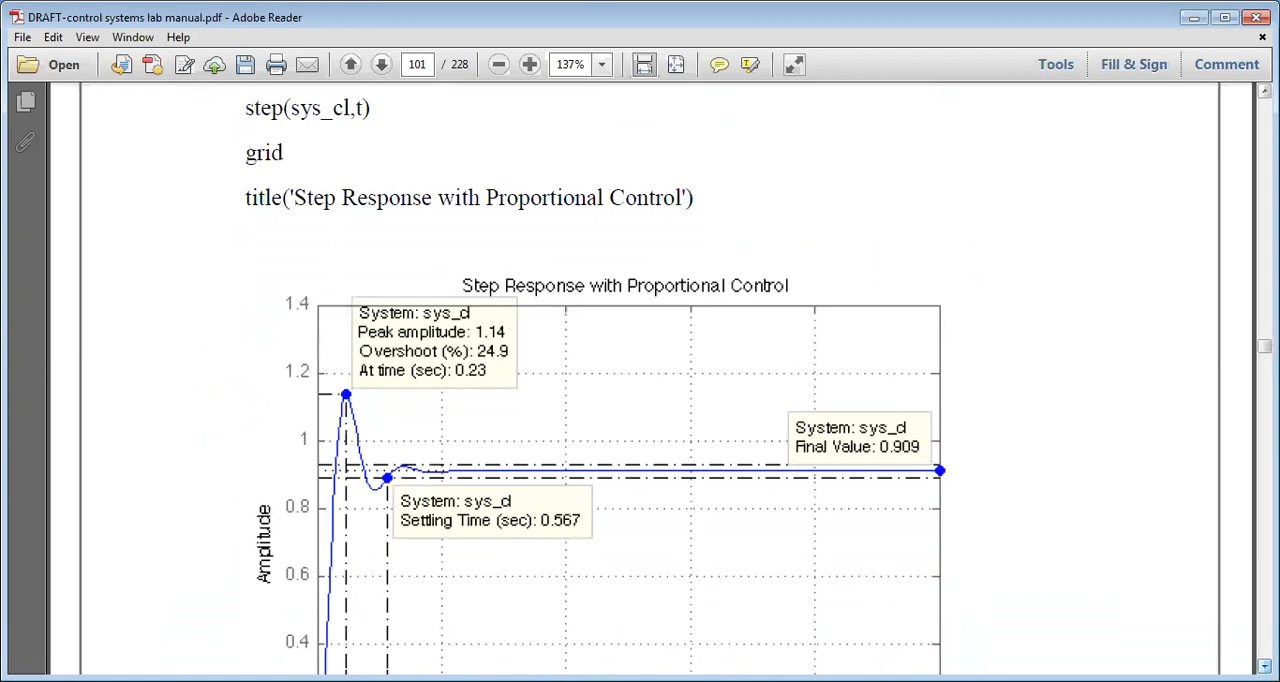 DRAFT-control systems lab manual.pdf - Adobe Reader
File Edit View Window Help
Open 101 / 228 137% Tools Fill & Sign Comment
step(sys_cl,t)
grid
title('Step Response with Proportional Control')
Step Response with Proportional Control
1.4
System: sys_cl
Peak amplitude: 1.14
Overshoot (%): 24.9
At time (sec): 0.23
1.2
System: sys_cl
Final Value: 0.909
1
System: sys_cl
Settling Time (sec): 0.567
0.8
Amplitude
0.6
0.4